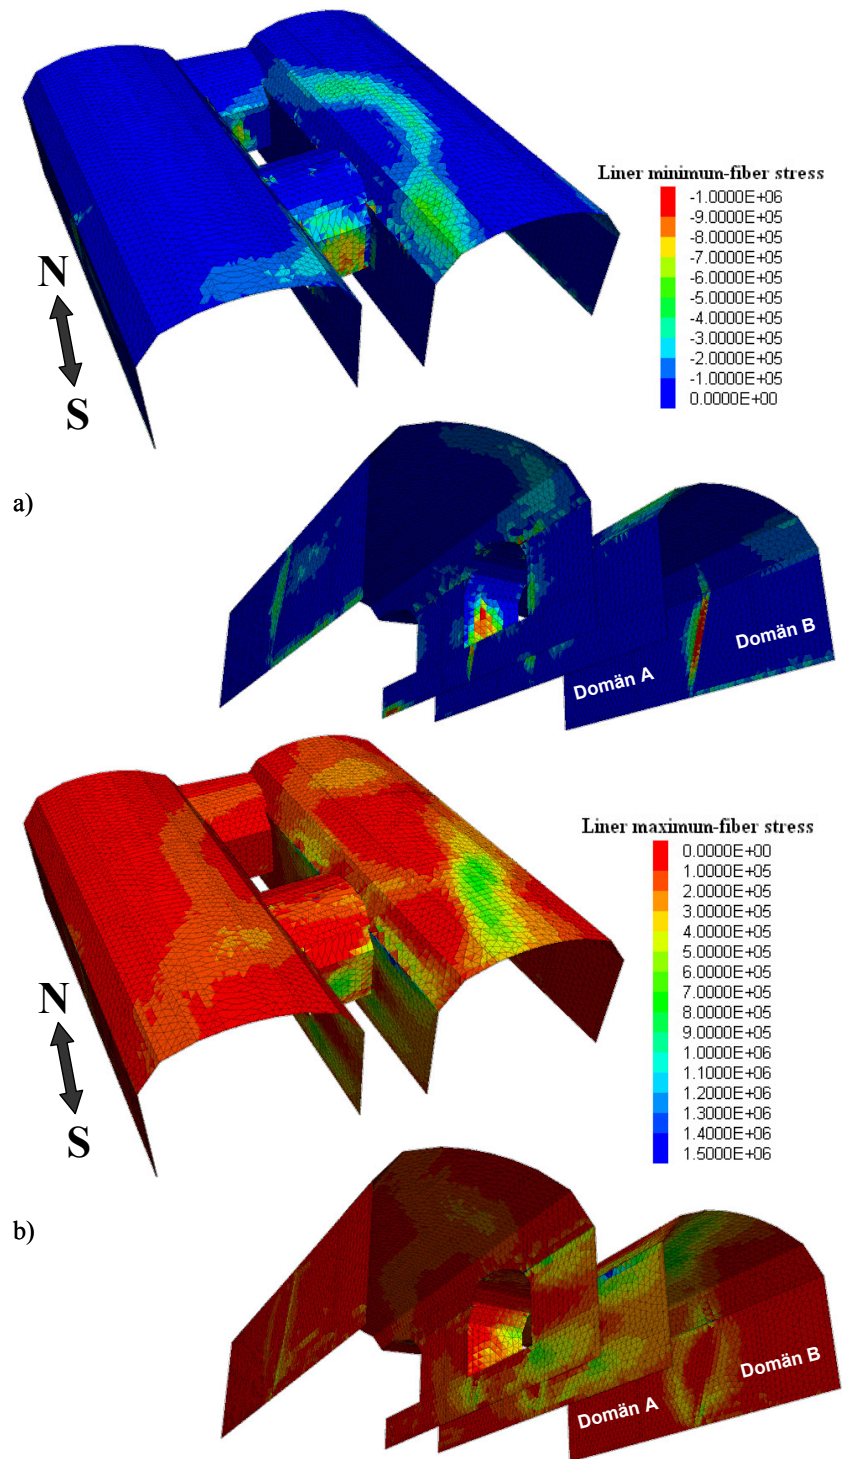 Liner minimum-fiber stress
-1.0000E+06
-9.0000E+05
-8.0000E+05
-7.0000E+05
-6.0000E+05
-5.0000E+05
-4.0000E+05
-3.0000E+05
-2.0000E+05
-1.0000E+05
0.0000E+00
N
S
a)
Domän A
Domän B
Liner maximum-fiber stress
0.0000E+00
1.0000E+05
2.0000E+05
3.0000E+05
4.0000E+05
5.0000E+05
6.0000E+05
7.0000E+05
8.0000E+05
9.0000E+05
1.0000E+06
1.1000E+06
1.2000E+06
1.3000E+06
1.4000E+06
1.5000E+06
N
S
b)
Domän A
Domän B